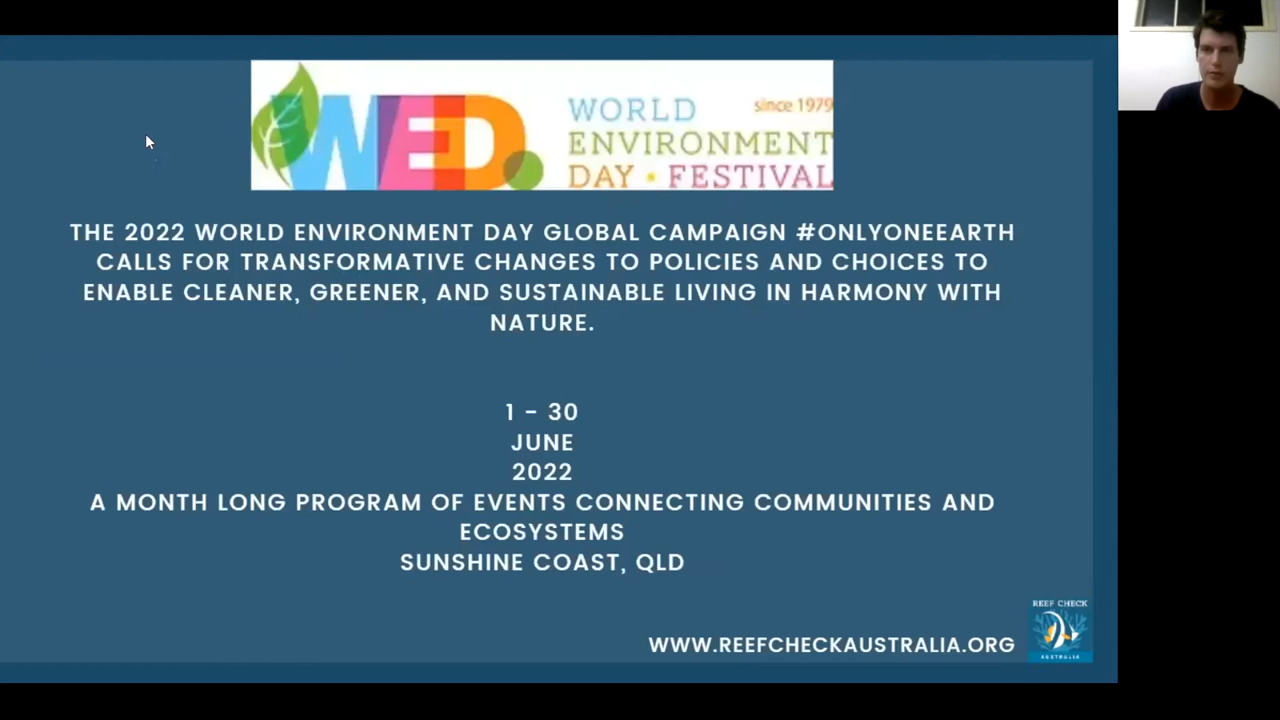 WED.
WORLD
since 1979
ENVIRONMENT
DAY • FESTIVAL
THE 2022 WORLD ENVIRONMENT DAY GLOBAL CAMPAIGN #ONLYONEEARTH
CALLS FOR TRANSFORMATIVE CHANGES TO POLICIES AND CHOICES TO
ENABLE CLEANER, GREENER, AND SUSTAINABLE LIVING IN HARMONY WITH
NATURE.
1 - 30
JUNE
2022
A MONTH LONG PROGRAM OF EVENTS CONNECTING COMMUNITIES AND
ECOSYSTEMS
SUNSHINE COAST, QLD
WWW.REEFCHECKAUSTRALIA.ORG
REEF CHECK
AUSTRALIA